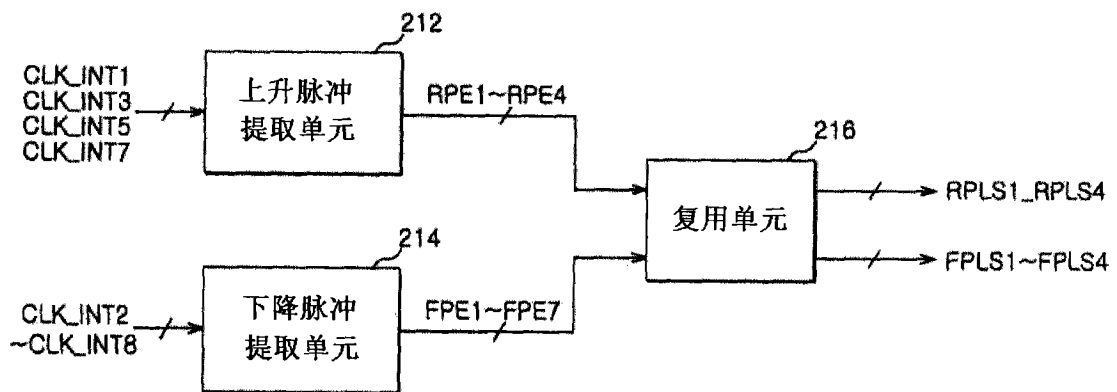 212
CLK_INT1
CLK_INT3
CLK_INT5
CLK_INT7
上升脉冲
提取单元
RPE1~RPE4
216
复用单元
RPLS1_RPLS4
FPLS1~FPLS4
214
CLK_INT2
~CLK_INT8
下降脉冲
提取单元
FPE1~FPE7